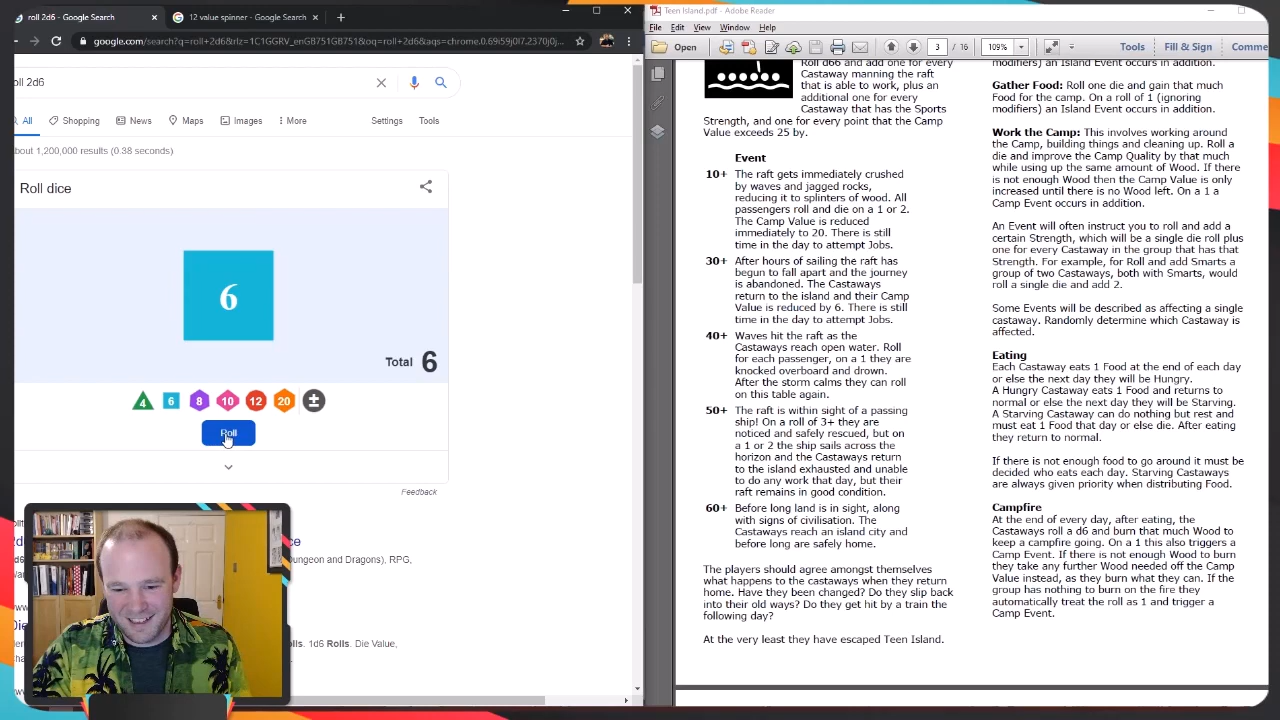 roll 2d6 - Google Search
12 value spinner - Google Search
google.com/search?q=roll+2d6&rlz=1C1GGRV_enGB751GB751&oq=roll+2d6&aqs=chrome.0.69i59j0l7.2370j0j...
oll 2d6
All
Shopping
News
Maps
Images
More
Settings
Tools
bout 1,200,000 results (0.38 seconds)
Roll dice
6
Total 6
4
6
8
10
12
20
Roll
Feedback
ce
ungeon and Dragons), RPG,
olls. 1d6 Rolls. Die Value,
Teen Island.pdf - Adobe Reader
File Edit View Window Help
Open
3 / 16
109%
Tools
Fill & Sign
Comme
Roll d66 and add one for every
Castaway manning the raft
that is able to work, plus an
additional one for every
Castaway that has the Sports
Strength, and one for every point that the Camp
Value exceeds 25 by.
Event
10+ The raft gets immediately crushed
by waves and jagged rocks,
reducing it to splinters of wood. All
passengers roll and die on a 1 or 2.
The Camp Value is reduced
immediately to 20. There is still
time in the day to attempt Jobs.
30+ After hours of sailing the raft has
begun to fall apart and the journey
is abandoned. The Castaways
return to the island and their Camp
Value is reduced by 6. There is still
time in the day to attempt Jobs.
40+ Waves hit the raft as the
Castaways reach open water. Roll
for each passenger, on a 1 they are
knocked overboard and drown.
After the storm calms they can roll
on this table again.
50+ The raft is within sight of a passing
ship! On a roll of 3+ they are
noticed and safely rescued, but on
a 1 or 2 the ship sails across the
horizon and the Castaways return
to the island exhausted and unable
to do any work that day, but their
raft remains in good condition.
60+ Before long land is in sight, along
with signs of civilisation. The
Castaways reach an island city and
before long are safely home.
The players should agree amongst themselves
what happens to the castaways when they return
home. Have they been changed? Do they slip back
into their old ways? Do they get hit by a train the
following day?
At the very least they have escaped Teen Island.
modifiers) an Island Event occurs in addition.
Gather Food: Roll one die and gain that much
Food for the camp. On a roll of 1 (ignoring
modifiers) an Island Event occurs in addition.
Work the Camp: This involves working around
the Camp, building things and cleaning up. Roll a
die and improve the Camp Quality by that much
while using up the same amount of Wood. If there
is not enough Wood then the Camp Value is only
increased until there is no Wood left. On a 1 a
Camp Event occurs in addition.
An Event will often instruct you to roll and add a
certain Strength, which will be a single die roll plus
one for every Castaway in the group that has that
Strength. For example, for Roll and add Smarts a
group of two Castaways, both with Smarts, would
roll a single die and add 2.
Some Events will be described as affecting a single
castaway. Randomly determine which Castaway is
affected.
Eating
Each Castaway eats 1 Food at the end of each day
or else the next day they will be Hungry.
A Hungry Castaway eats 1 Food and returns to
normal or else the next day they will be Starving.
A Starving Castaway can do nothing but rest and
must eat 1 Food that day or else die. After eating
they return to normal.
If there is not enough food to go around it must be
decided who eats each day. Starving Castaways
are always given priority when distributing Food.
Campfire
At the end of every day, after eating, the
Castaways roll a d6 and burn that much Wood to
keep a campfire going. On a 1 this also triggers a
Camp Event. If there is not enough Wood to burn
they take any further Wood needed off the Camp
Value instead, as they burn what they can. If the
group has nothing to burn on the fire they
automatically treat the roll as 1 and trigger a
Camp Event.